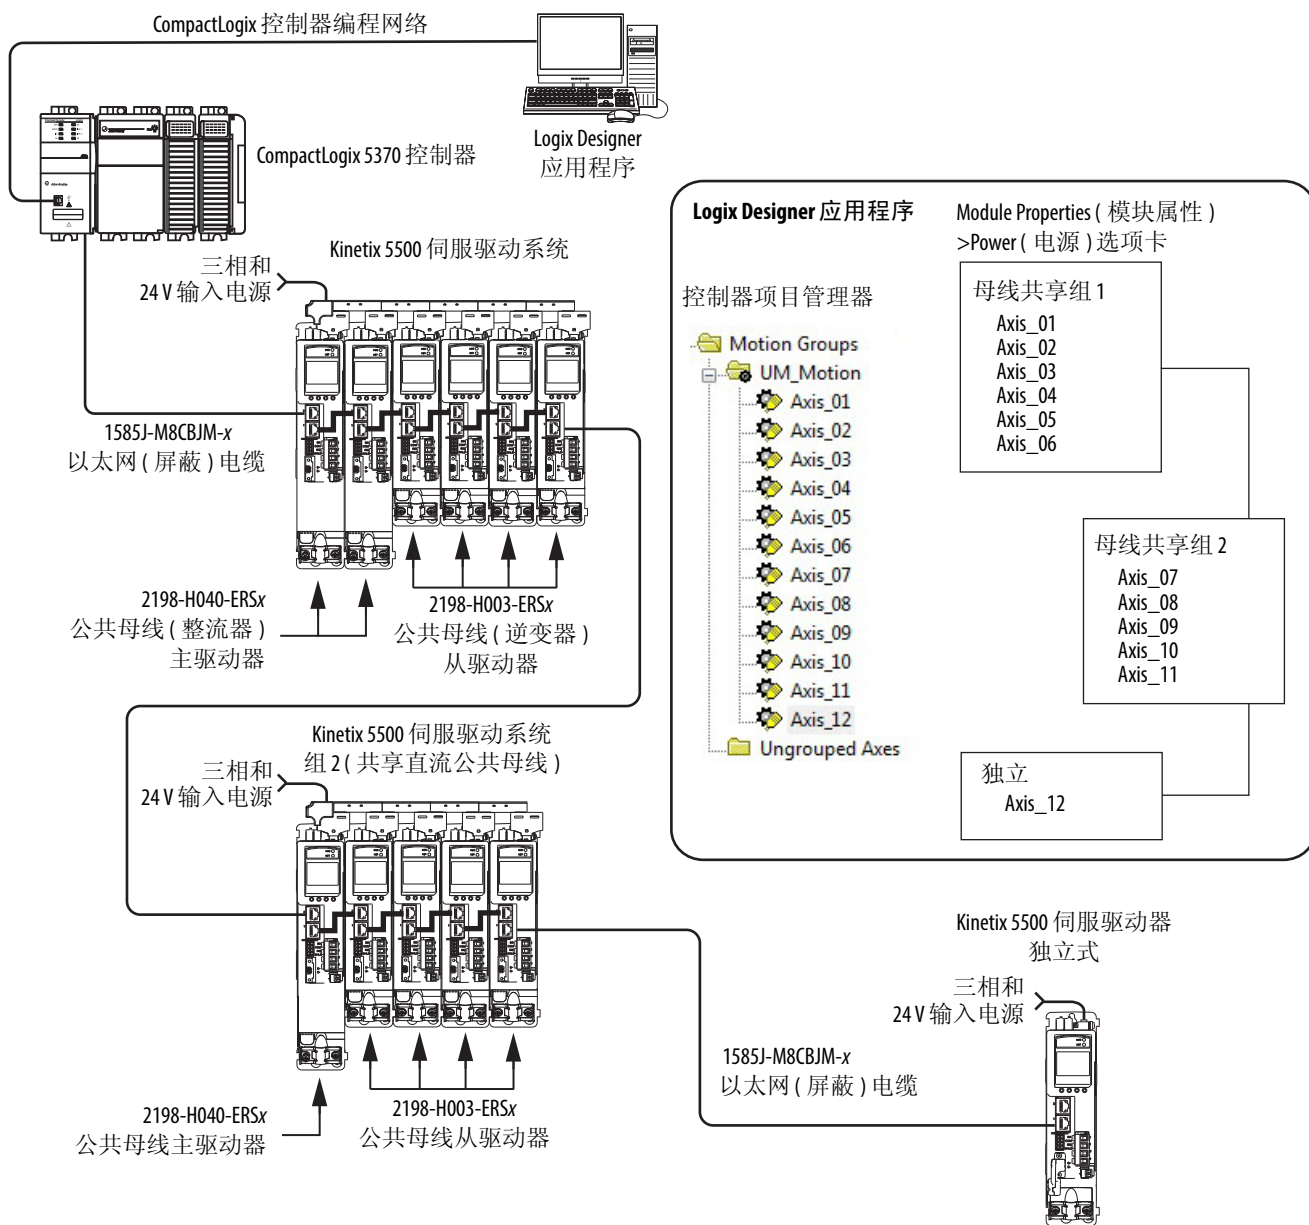 CompactLogix 控制器编程网络
Logix Designer
应用程序
CompactLogix 5370 控制器
Kinetix 5500 伺服驱动系统
三相和
24 V 输入电源
1585J-M8CBJM-x
以太网 ( 屏蔽 ) 电缆
2198-H040-ERSx
公共母线 ( 整流器 )
主驱动器
2198-H003-ERSx
公共母线 ( 逆变器 )
从驱动器
Logix Designer 应用程序
Module Properties ( 模块属性 )
>Power ( 电源 ) 选项卡
控制器项目管理器
Motion Groups
UM_Motion
Axis_01
Axis_02
Axis_03
Axis_04
Axis_05
Axis_06
Axis_07
Axis_08
Axis_09
Axis_10
Axis_11
Axis_12
Ungrouped Axes
母线共享组 1
Axis_01
Axis_02
Axis_03
Axis_04
Axis_05
Axis_06
母线共享组 2
Axis_07
Axis_08
Axis_09
Axis_10
Axis_11
独立
Axis_12
Kinetix 5500 伺服驱动系统
组 2 ( 共享直流公共母线 )
三相和
24 V 输入电源
2198-H040-ERSx
公共母线主驱动器
2198-H003-ERSx
公共母线从驱动器
Kinetix 5500 伺服驱动器
独立式
三相和
24 V 输入电源
1585J-M8CBJM-x
以太网 ( 屏蔽 ) 电缆